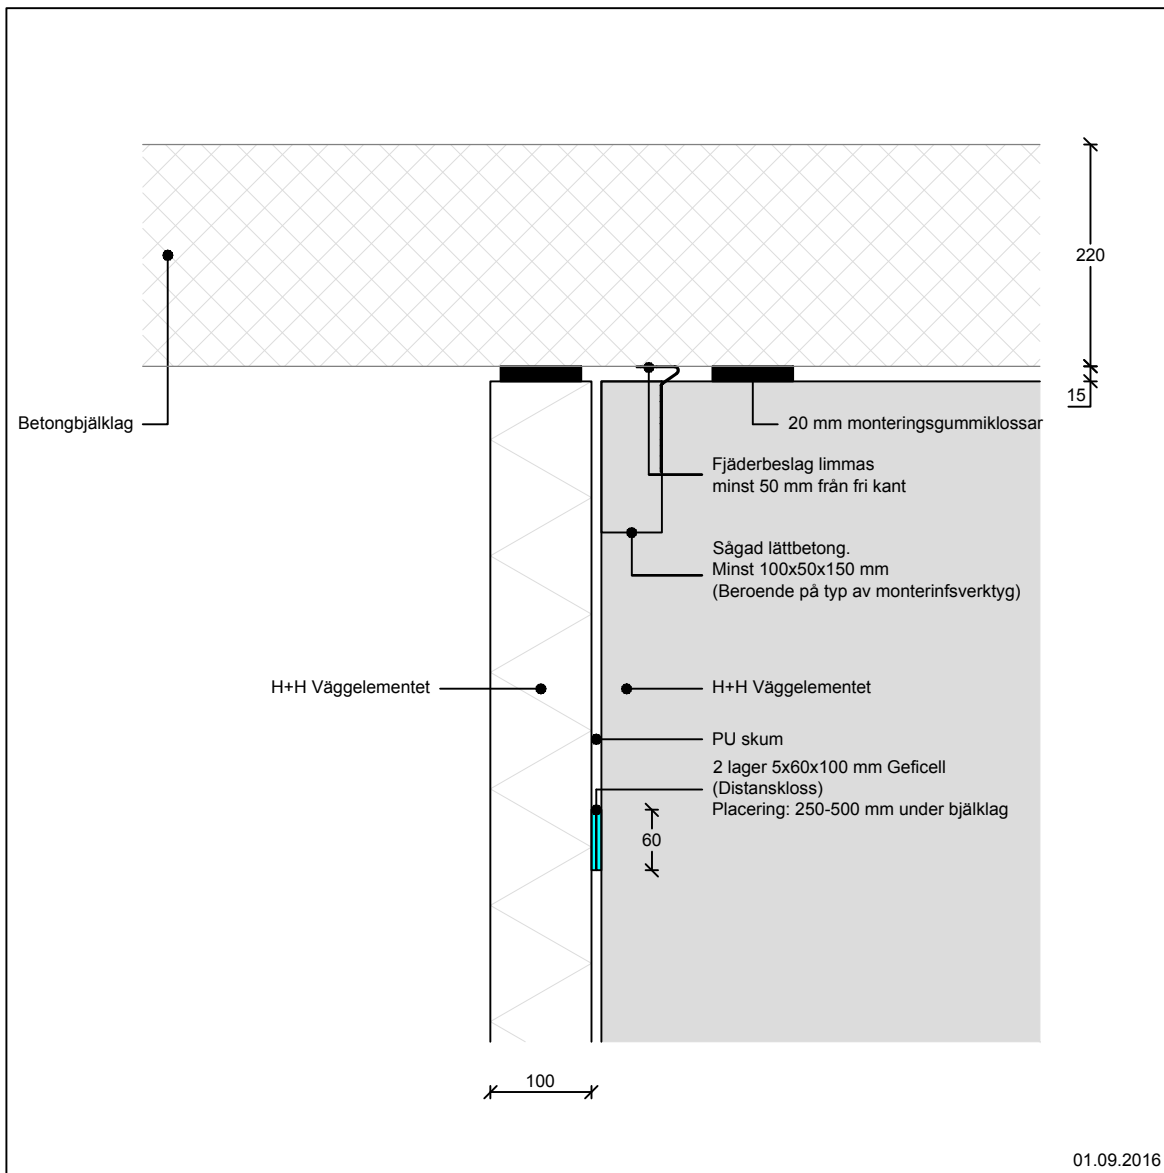 220
15
Betongbjälklag
20 mm monteringsgummiklossar
Fjäderbeslag limmas
minst 50 mm från fri kant
Sågad lättbetong.
Minst 100x50x150 mm
(Beroende på typ av monterinfsverktyg)
H+H Väggelementet
H+H Väggelementet
PU skum
2 lager 5x60x100 mm Geficell
(Distanskloss)
Placering: 250-500 mm under bjälklag
60
100
01.09.2016